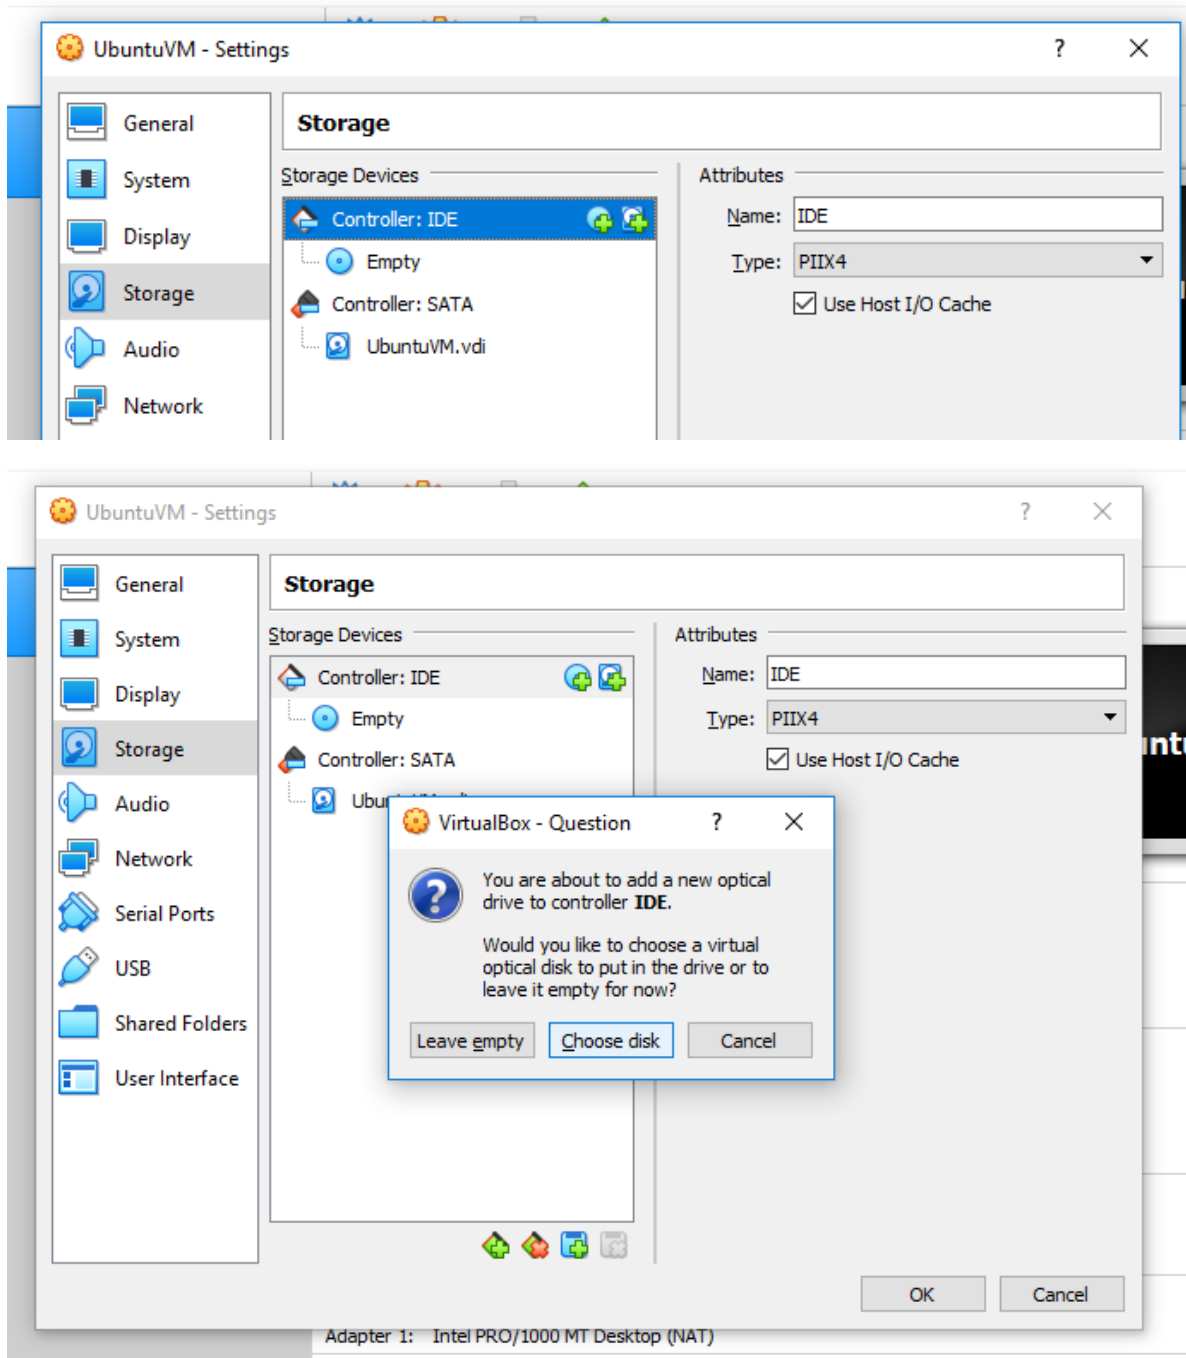 UbuntuVM - Settings
?
General
System
Display
Storage
Audio
Network
Storage
Storage Devices
Controller: IDE
Empty
Controller: SATA
UbuntuVM.vdi
Attributes
Name: IDE
Type: PIIX4
Use Host I/O Cache
UbuntuVM - Settings
?
General
System
Display
Storage
Audio
Network
Serial Ports
USB
Shared Folders
User Interface
Storage
Storage Devices
Controller: IDE
Empty
Controller: SATA
Attributes
Name: IDE
Type: PIIX4
Use Host I/O Cache
VirtualBox - Question
?
You are about to add a new optical
drive to controller IDE.
Would you like to choose a virtual
optical disk to put in the drive or to
leave it empty for now?
Leave empty
Choose disk
Cancel
OK
Cancel
Adapter 1: Intel PRO/1000 MT Desktop (NAT)